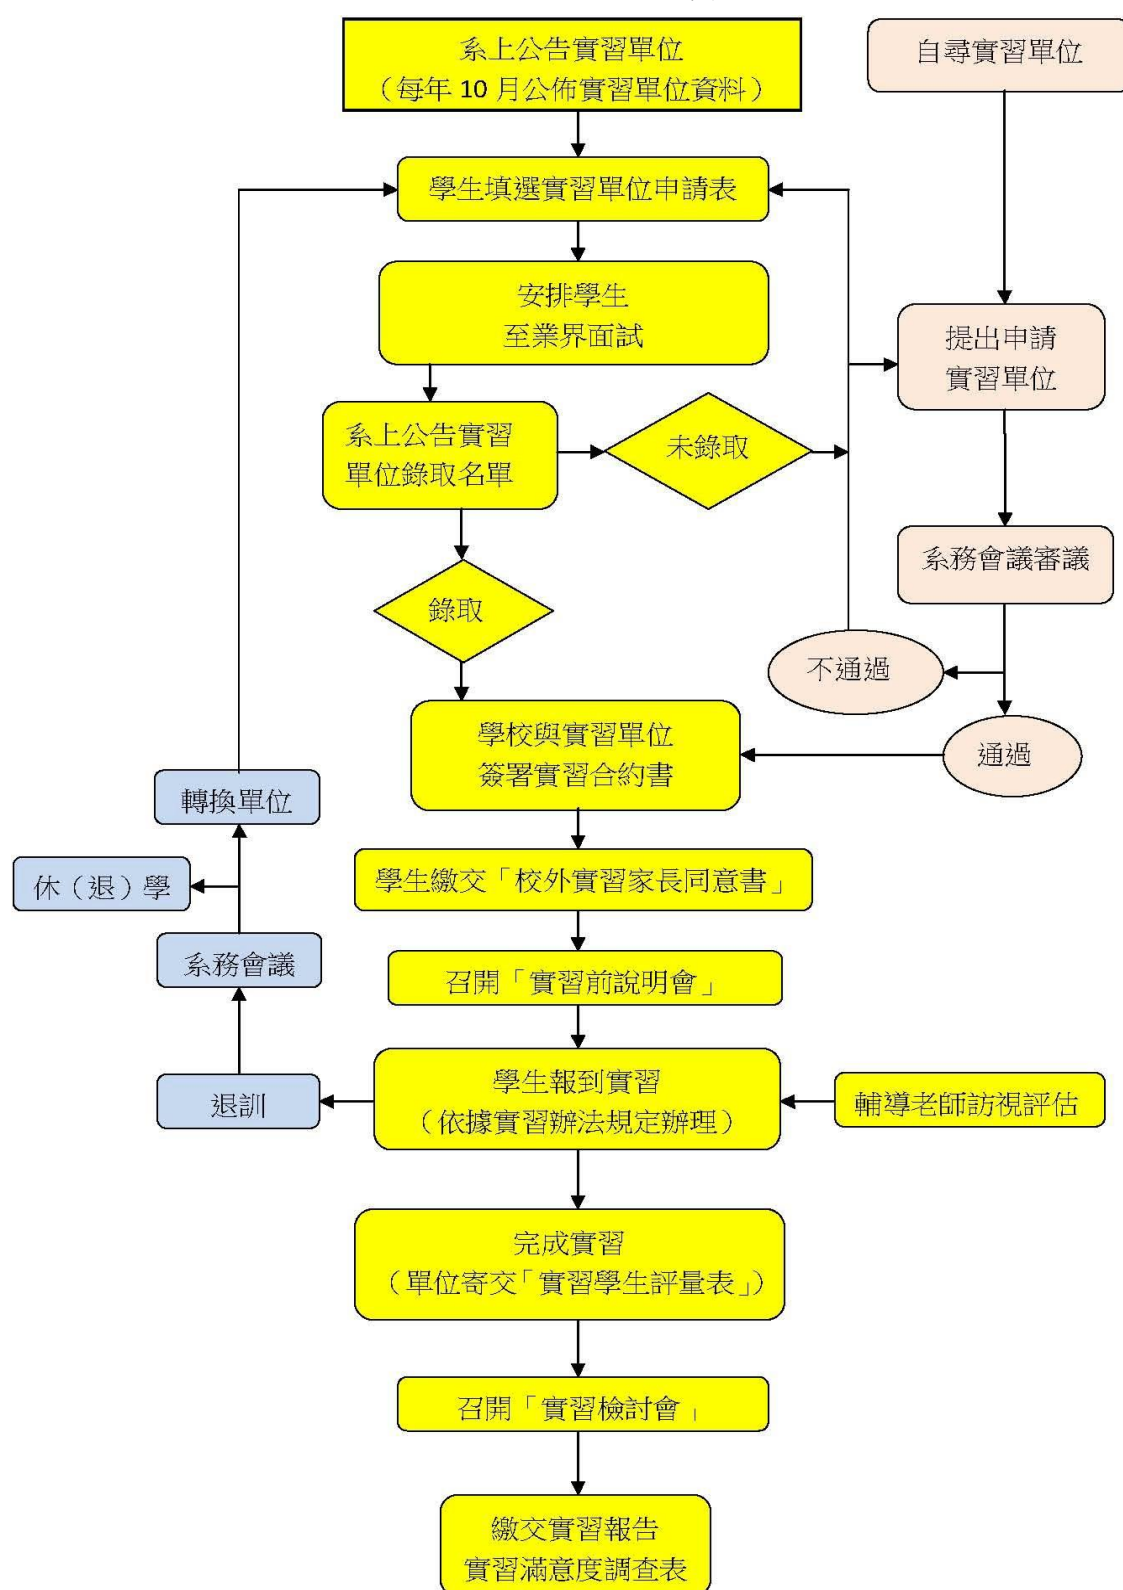 系上公告實習單位
（每年 10 月公佈實習單位資料）
自尋實習單位
學生填選實習單位申請表
安排學生
至業界面試
提出申請
實習單位
系上公告實習
單位錄取名單
未錄取
系務會議審議
錄取
不通過
學校與實習單位
簽署實習合約書
通過
轉換單位
休（退）學
學生繳交「校外實習家長同意書」
系務會議
召開「實習前說明會」
退訓
學生報到實習
（依據實習辦法規定辦理）
輔導老師訪視評估
完成實習
（單位寄交「實習學生評量表」）
召開「實習檢討會」
繳交實習報告
實習滿意度調查表